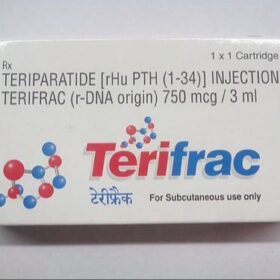 Rx
1 x 1 Cartridge
TERIPARATIDE [rHu PTH (1-34)] INJECTION
TERIFRAC (r-DNA origin) 750 mcg / 3 ml
Terifrac
टेरीफ्रैक
For Subcutaneous use only